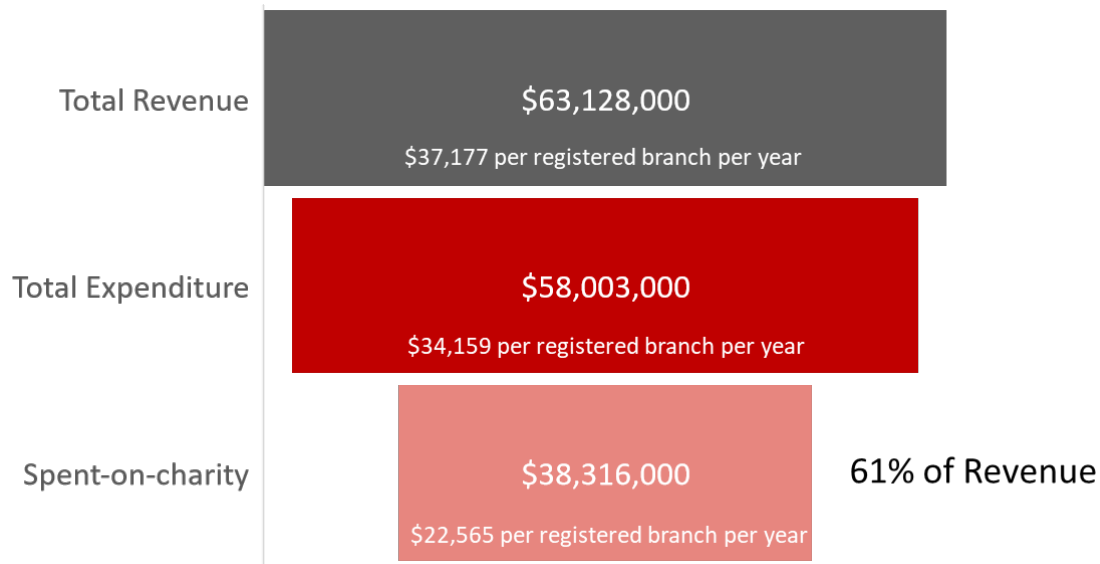 Total Revenue
$63,128,000
$37,177 per registered branch per year
Total Expenditure
$58,003,000
$34,159 per registered branch per year
Spent-on-charity
$38,316,000
61% of Revenue
$22,565 per registered branch per year